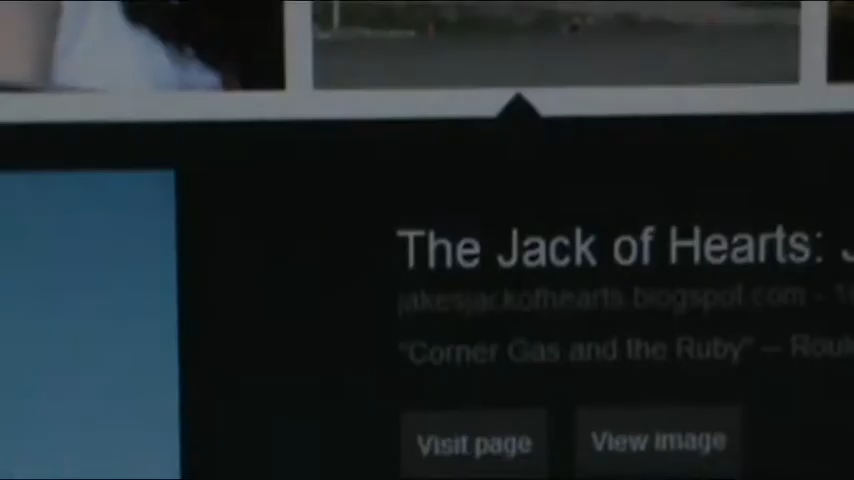 The Jack of Hearts:
jakesjackofhearts.blogspot.com -
"Corner Gas and the Ruby" –
Visit page
View image